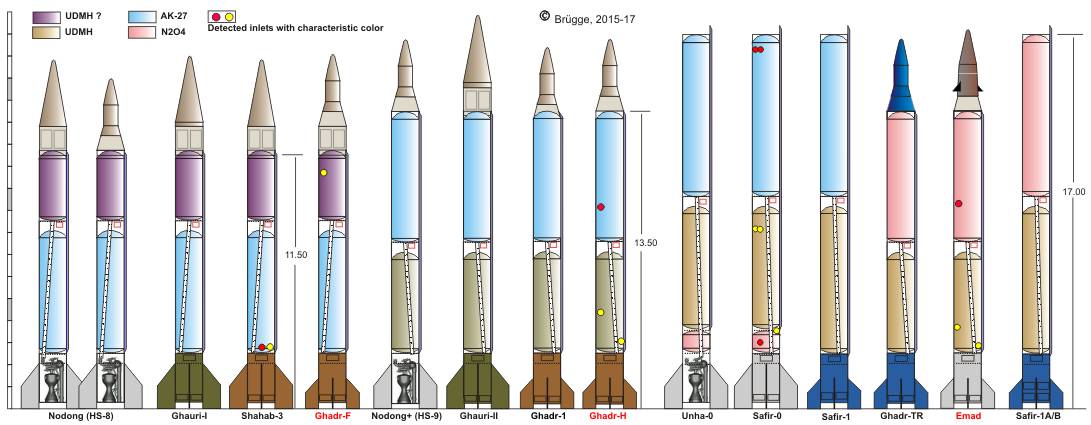 UDMH ?
AK-27
UDMH
N2O4
Detected inlets with characteristic color
© Brügge, 2015-17
11.50
13.50
17.00
Nodong (HS-8)
Ghauri-I
Shahab-3
Ghadr-F
Nodong+ (HS-9)
Ghauri-II
Ghadr-1
Ghadr-H
Unha-0
Safir-0
Safir-1
Ghadr-TR
Emad
Safir-1A/B